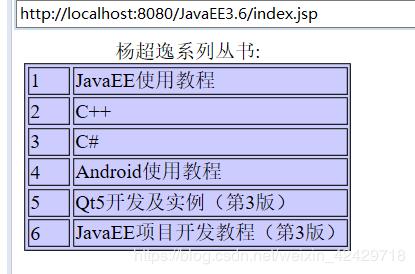 http://localhost:8080/JavaEE3.6/index.jsp
杨超逸系列丛书:
1 JavaEE使用教程
2 C++
3 C#
4 Android使用教程
5 Qt5开发及实例（第3版）
6 JavaEE项目开发教程（第3版）
https://blog.csdn.net/weixin_42429718